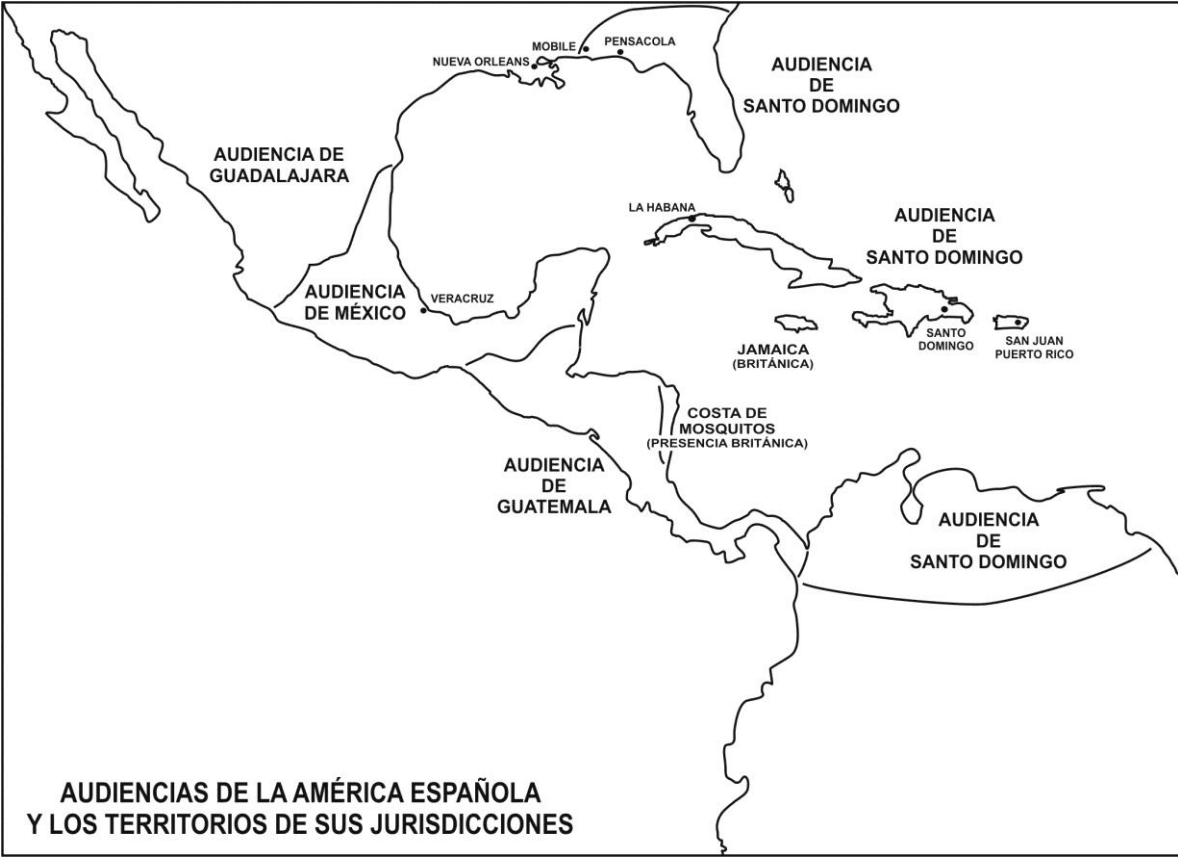 MOBILE
PENSACOLA
NUEVA ORLEANS
AUDIENCIA
DE
SANTO DOMINGO
AUDIENCIA DE
GUADALAJARA
LA HABANA
AUDIENCIA
DE
SANTO DOMINGO
AUDIENCIA
DE MÉXICO
VERACRUZ
SANTO
DOMINGO
SAN JUAN
PUERTO RICO
JAMAICA
(BRITÁNICA)
COSTA DE
MOSQUITOS
(PRESENCIA BRITÁNICA)
AUDIENCIA
DE
GUATEMALA
AUDIENCIA
DE
SANTO DOMINGO
AUDIENCIAS DE LA AMÉRICA ESPAÑOLA
Y LOS TERRITORIOS DE SUS JURISDICCIONES